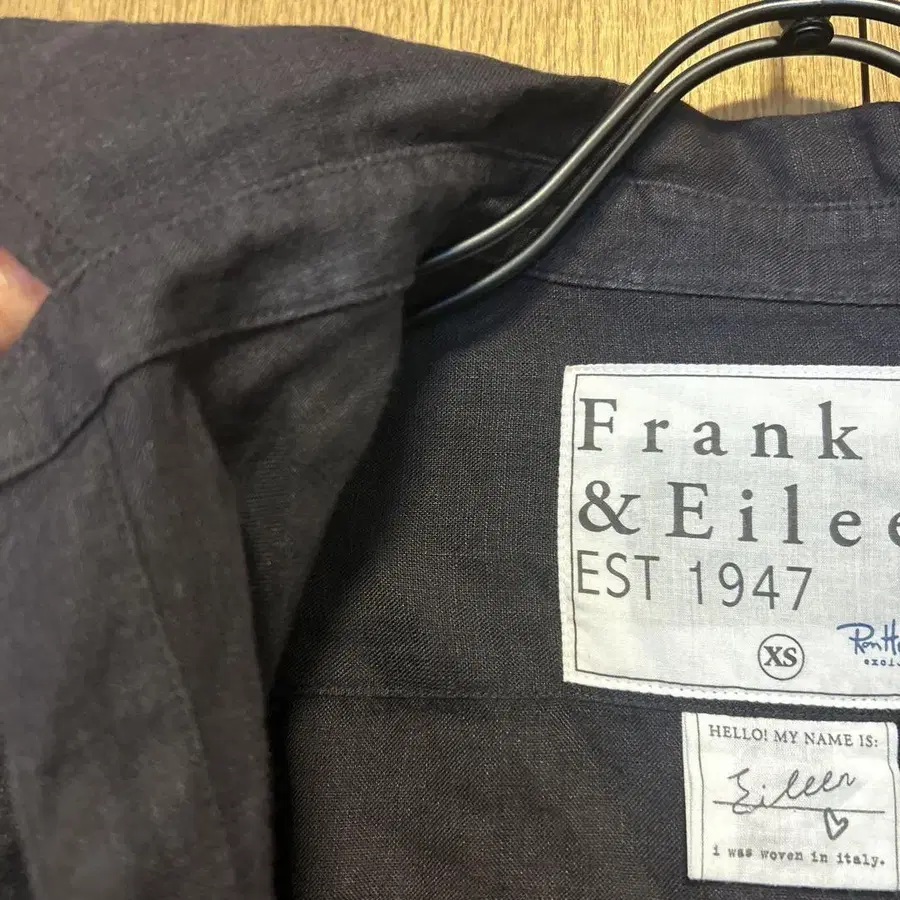 Frank
& Eilee
EST 1947
XS
HELLO! MY NAME IS:
Eileen
i was woven in italy.